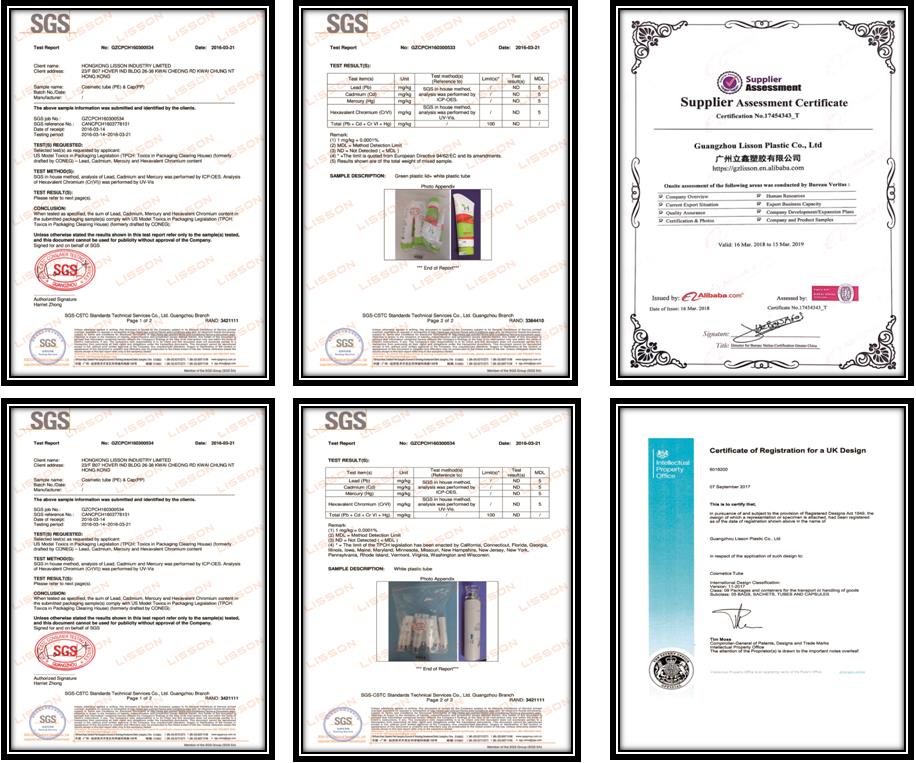 SGS
Test Report No: GZCPCH160300534 Date: 2016-03-21
Client name: HONGKONG LISSON INDUSTRY LIMITED
Client address: 23/F B07 HOVER IND BLDG 26-38 KWAI CHEONG RD KWAI CHUNG NT
HONG KONG
Sample name: Cosmetic tube (PE) & Cap(PP)
Batch No./Date: /
Manufacturer: /
The above sample information was submitted and identified by the clients.
SGS job No.: GZCPCH160300534
SGS reference No.: CANCPCH1603778101
Date of receipt: 2016-03-14
Testing period: 2016-03-14~2016-03-21
TEST(S) REQUESTED:
Selected test(s) as requested by applicant:
US Model Toxics in Packaging Legislation (TPCH: Toxics in Packaging Clearing House) (formerly
drafted by CONEG) – Lead, Cadmium, Mercury and Hexavalent Chromium content
TEST METHOD(S):
SGS in house method, analysis of Lead, Cadmium and Mercury performed by ICP-OES. Analysis
of Hexavalent Chromium (Cr(VI)) was performed by UV-Vis
TEST RESULT(S):
Please refer to next page(s).
CONCLUSION:
When tested as specified, the sum of Lead, Cadmium, Mercury and Hexavalent Chromium content in
the submitted packaging sample(s) comply with US Model Toxics in Packaging Legislation (TPCH:
Toxics in Packaging Clearing House) (formerly drafted by CONEG).
Unless otherwise stated the results shown in this test report refer only to the sample(s) tested,
and this document cannot be used for publicity without approval of the Company.
Signed for and on behalf of SGS
SGS
GUANGZHOU
Authorized Signature
Harriet Zhong
SGS-CSTC Standards Technical Services Co., Ltd. Guangzhou Branch
Page 1 of 2
RAND: 3421111
SGS
Member of the SGS Group (SGS SA)
SGS
Test Report No: GZCPCH160300533 Date: 2016-03-21
TEST RESULT(S):
Test item(s) Unit Test method(s) (Reference to) Limit(s)* Test result(s) MDL
Lead (Pb) mg/kg SGS in house method, analysis was performed by ICP-OES. / ND 5
Cadmium (Cd) mg/kg / ND 5
Mercury (Hg) mg/kg / ND 5
Hexavalent Chromium (CrVI) mg/kg SGS in house method, analysis was performed by UV-Vis. / ND 5
Total (Pb + Cd + Cr VI + Hg) mg/kg / 100 ND /
Remark:
(1) 1 mg/kg = 0.0001%
(2) MDL = Method Detection Limit
(3) ND = Not Detected ( < MDL )
(4) * =The limit is quoted from European Directive 94/62/EC and its amendments.
(5) Results shown are of the total weight of mixed sample.
SAMPLE DESCRIPTION: Green plastic lid+ white plastic tube
Photo Appendix
*** End of Report***
SGS-CSTC Standards Technical Services Co., Ltd. Guangzhou Branch
Page 2 of 2
RAND: 3384410
SGS
Member of the SGS Group (SGS SA)
Supplier
Assessment
Supplier Assessment Certificate
Certification No.17454343_T
Guangzhou Lisson Plastic Co., Ltd
广州立鑫塑胶有限公司
https://gzlisson.en.alibaba.com
Onsite assessment of the following areas was conducted by Bureau Veritas :
Company Overview Human Resources
Current Export Situation Export Business Capacity
Quality Assurance Company Development/Expansion Plans
Certification & Photos Company and Product Samples
Valid: 16 Mar. 2018 to 15 Mar. 2019
Issued by: Alibaba.com Assessed by:
Date of Issue: 16 Mar. 2018 Certificate No.17454343_T
Signature:
Title: Director for Bureau Veritas Certification Greater China
SGS
Test Report No: GZCPCH160300534 Date: 2016-03-21
Client name: HONGKONG LISSON INDUSTRY LIMITED
Client address: 23/F B07 HOVER IND BLDG 26-38 KWAI CHEONG RD KWAI CHUNG NT
HONG KONG
Sample name: Cosmetic tube (PE) & Cap(PP)
Batch No./Date: /
Manufacturer: /
The above sample information was submitted and identified by the clients.
SGS job No.: GZCPCH160300534
SGS reference No.: CANCPCH1603778101
Date of receipt: 2016-03-14
Testing period: 2016-03-14~2016-03-21
TEST(S) REQUESTED:
Selected test(s) as requested by applicant:
US Model Toxics in Packaging Legislation (TPCH: Toxics in Packaging Clearing House) (formerly
drafted by CONEG) – Lead, Cadmium, Mercury and Hexavalent Chromium content
TEST METHOD(S):
SGS in house method, analysis of Lead, Cadmium and Mercury performed by ICP-OES. Analysis
of Hexavalent Chromium (Cr(VI)) was performed by UV-Vis
TEST RESULT(S):
Please refer to next page(s).
CONCLUSION:
When tested as specified, the sum of Lead, Cadmium, Mercury and Hexavalent Chromium content in
the submitted packaging sample(s) comply with US Model Toxics in Packaging Legislation (TPCH:
Toxics in Packaging Clearing House) (formerly drafted by CONEG).
Unless otherwise stated the results shown in this test report refer only to the sample(s) tested,
and this document cannot be used for publicity without approval of the Company.
Signed for and on behalf of SGS
SGS
GUANGZHOU
Authorized Signature
Harriet Zhong
SGS-CSTC Standards Technical Services Co., Ltd. Guangzhou Branch
Page 1 of 2
RAND: 3421111
SGS
Member of the SGS Group (SGS SA)
SGS
Test Report No: GZCPCH160300534 Date: 2016-03-21
TEST RESULT(S):
Test item(s) Unit Test method(s) (Reference to) Limit(s)* Test result(s) MDL
Lead (Pb) mg/kg SGS in house method, analysis was performed by ICP-OES. / ND 5
Cadmium (Cd) mg/kg / ND 5
Mercury (Hg) mg/kg / ND 5
Hexavalent Chromium (CrVI) mg/kg SGS in house method, analysis was performed by UV-Vis. / ND 5
Total (Pb + Cd + Cr VI + Hg) mg/kg / 100 ND /
Remark:
(1) 1 mg/kg = 0.0001%
(2) MDL = Method Detection Limit
(3) ND = Not Detected ( < MDL )
(4) * = The limit of the TPCH legislation has been enacted by California, Connecticut, Florida, Georgia,
Illinois, Iowa, Maine, Maryland, Minnesota, Missouri, New Hampshire, New Jersey, New York,
Pennsylvania, Rhode Island, Vermont, Virginia, Washington and Wisconsin.
SAMPLE DESCRIPTION: White plastic tube
Photo Appendix
*** End of Report***
SGS-CSTC Standards Technical Services Co., Ltd. Guangzhou Branch
Page 2 of 2
RAND: 3421111
SGS
Member of the SGS Group (SGS SA)
Intellectual
Property
Office
Certificate of Registration for a UK Design
6016200
07 September 2017
This is to certify that,
in pursuance of and subject to the provision of Registered Designs Act 1949, the
design of which a representation or specimen is attached, had been registered
as of the date of registration shown above in the name of
Guangzhou Lisson Plastic Co., Ltd
in respect of the application of such design to:
Cosmetics Tube
International Design Classification:
Version: 11-2017
Class: 09 Packages and containers for the transport or handling of goods
Subclass: 05 BAGS, SACHETS, TUBES AND CAPSULES
Tim Moss
Comptroller-General of Patents, Designs and Trade Marks
Intellectual Property Office
The attention of the Proprietor(s) is drawn to the important notes overleaf.
Intellectual Property Office is an operating name of the Patent Office